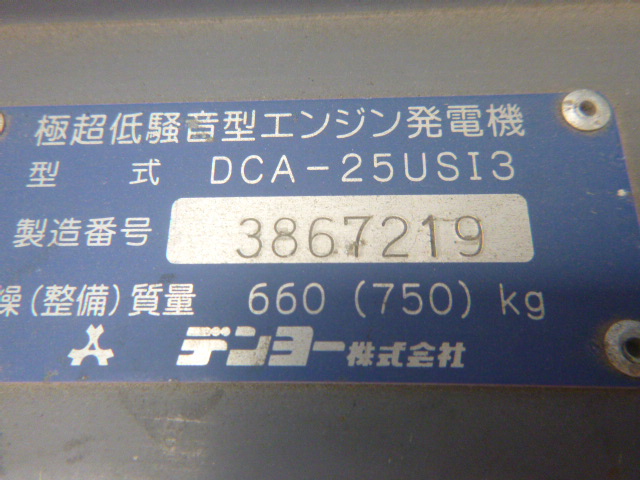 極超低騒音型エンジン発電機
型式 DCA-25USI3
製造番号 3867219
燥(整備)質量 660 (750) kg
デンヨー株式会社